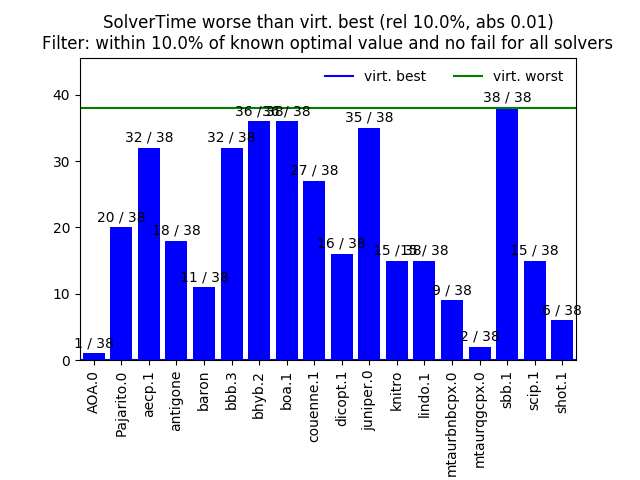 SolverTime worse than virt. best (rel 10.0%, abs 0.01)
Filter: within 10.0% of known optimal value and no fail for all solvers
virt. best
virt. worst
40
30
20
10
0
1 / 38
20 / 38
32 / 38
18 / 38
11 / 38
32 / 38
36 / 38
36 / 38
27 / 38
16 / 38
35 / 38
15 / 38
15 / 38
9 / 38
2 / 38
38 / 38
15 / 38
6 / 38
AOA.0
Pajarito.0
aecp.1
antigone
baron
bbb.3
bhyb.2
boa.1
couenne.1
dicopt.1
juniper.0
knitro
lindo.1
mtaurbnbcpx.0
mtaurqgcpx.0
sbb.1
scip.1
shot.1